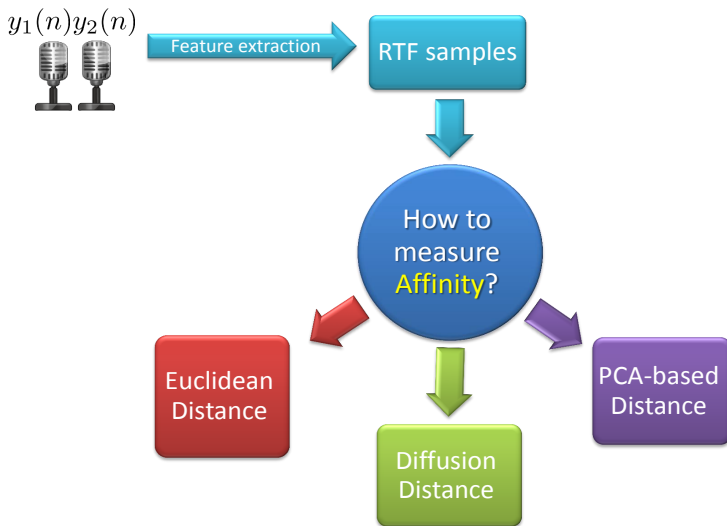 y₁(n)y₂(n)
Feature extraction
RTF samples
How to
measure
Affinity?
Euclidean
Distance
Diffusion
Distance
PCA-based
Distance